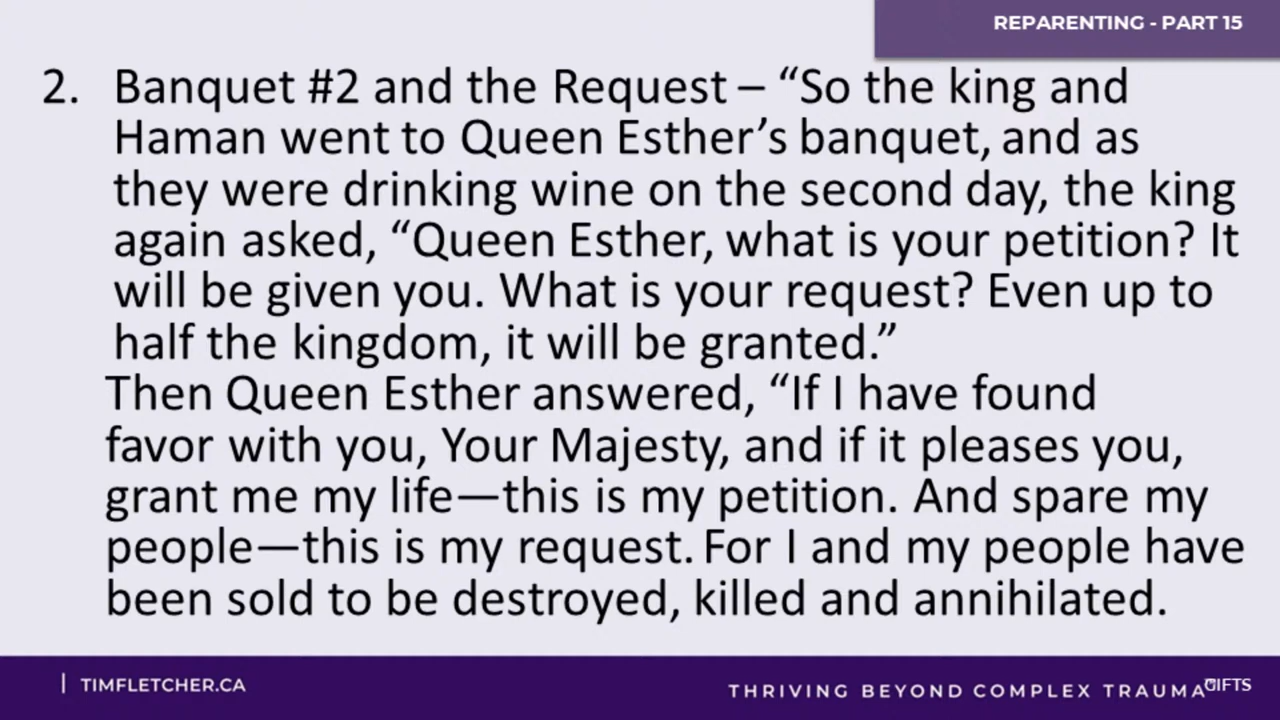 REPARENTING - PART 15
2. Banquet #2 and the Request – “So the king and
Haman went to Queen Esther’s banquet, and as
they were drinking wine on the second day, the king
again asked, “Queen Esther, what is your petition? It
will be given you. What is your request? Even up to
half the kingdom, it will be granted.”
Then Queen Esther answered, “If I have found
favor with you, Your Majesty, and if it pleases you,
grant me my life—this is my petition. And spare my
people—this is my request. For I and my people have
been sold to be destroyed, killed and annihilated.
| TIMFLETCHER.CA
THRIVING BEYOND COMPLEX TRAUMA
GIFTS